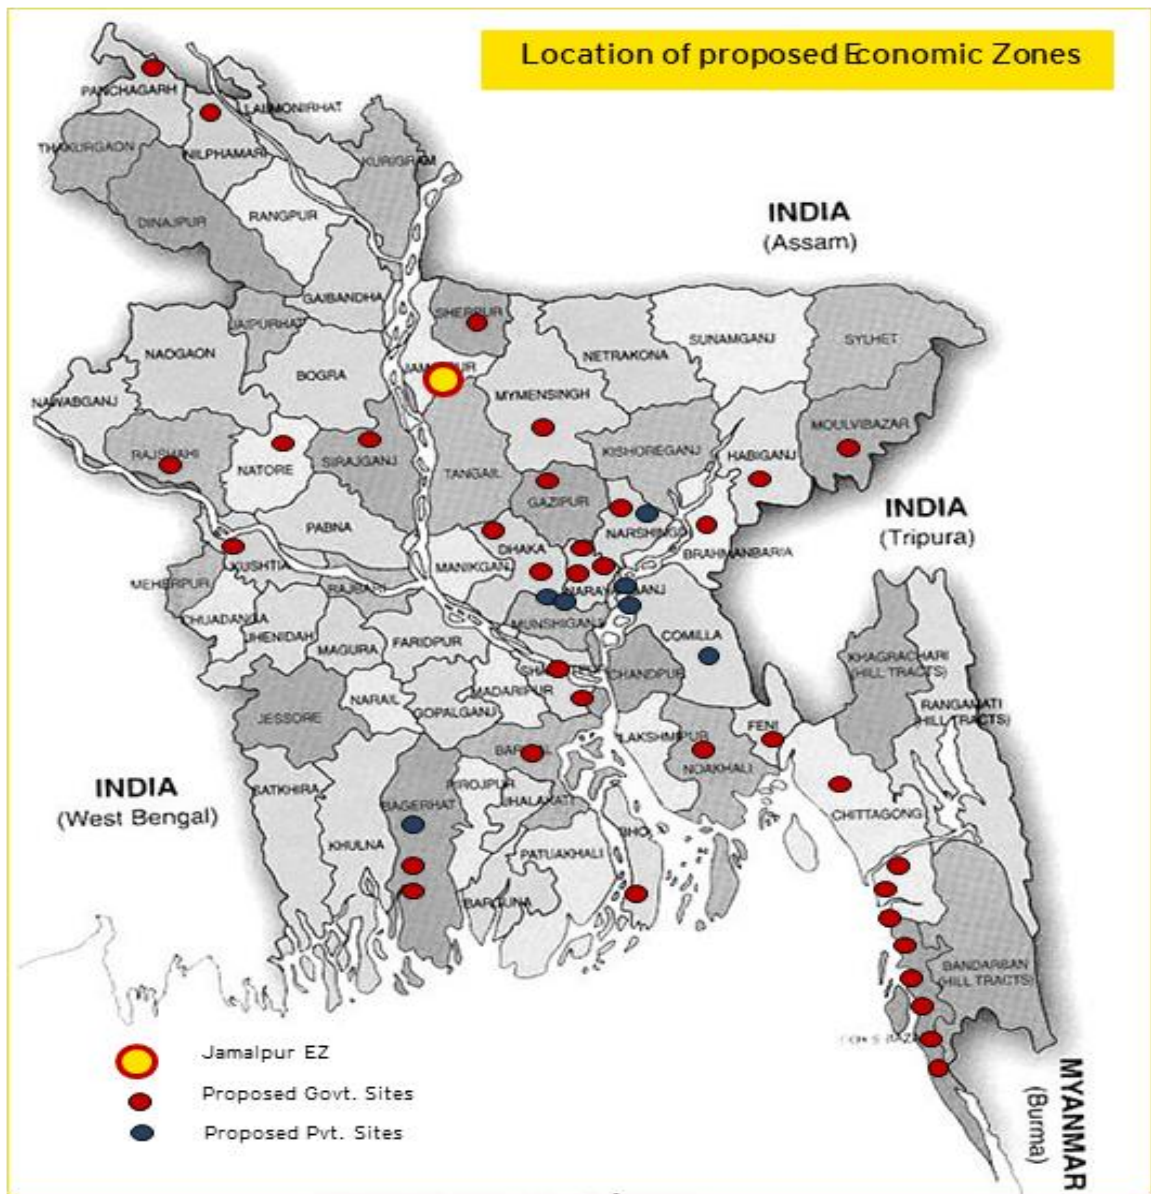 Location of proposed Economic Zones
PANCHAGARH
LALMONIRHAT
THAKURGAON
NILPHAMARI
KURIGRAM
DINAJPUR
RANGPUR
INDIA
(Assam)
GAIBANDHA
SHERPUR
JAIPURHAT
NAOGAON
SUNAMGANJ
SYLHET
NETRAKONA
BOGRA
MYMENSINGH
NAWABGANJ
MOULVIBAZAR
RAJSHAHI
NATORE
SIRAJGANJ
TANGAIL
KISHOREGANJ
HABIGANJ
GAZIPUR
INDIA
(Tripura)
PABNA
DHAKA
NARSHINGD
BRAHMANBARIA
MANIKGANJ
KUSHTIA
MEHERPUR
RAJBARI
CHUADANGA
MUNSHIGANJ
JHENIDAH
MAGURA
FARIDPUR
COMILLA
KHAGRACHARI
(HILL TRACTS)
CHANDPUR
MADARIPUR
NARAIL
GOPALGANJ
RANGAMATI
(HILL TRACTS)
JESSORE
FENI
LAKSHMIPUR
NOAKHALI
INDIA
(West Bengal)
SATKHIRA
PIROJPUR
JHALAKATI
BAGERHAT
CHITTAGONG
KHULNA
PATUAKHALI
BARGUNA
BANDARBAN
(HILL TRACTS)
MYANMAR
(Burma)
Jamalpur EZ
Proposed Govt. Sites
Proposed Pvt. Sites